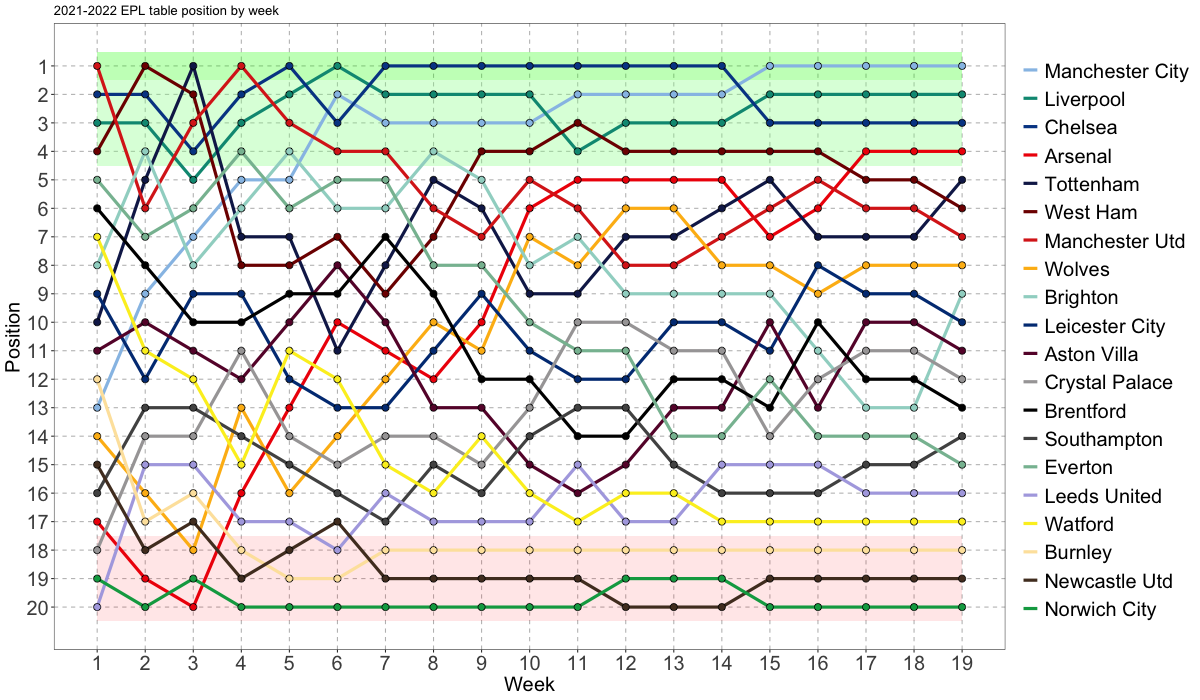 2021-2022 EPL table position by week
Position
1
2
3
4
5
6
7
8
9
10
11
12
13
14
15
16
17
18
19
20
1 2 3 4 5 6 7 8 9 10 11 12 13 14 15 16 17 18 19
Week
Manchester City
Liverpool
Chelsea
Arsenal
Tottenham
West Ham
Manchester Utd
Wolves
Brighton
Leicester City
Aston Villa
Crystal Palace
Brentford
Southampton
Everton
Leeds United
Watford
Burnley
Newcastle Utd
Norwich City